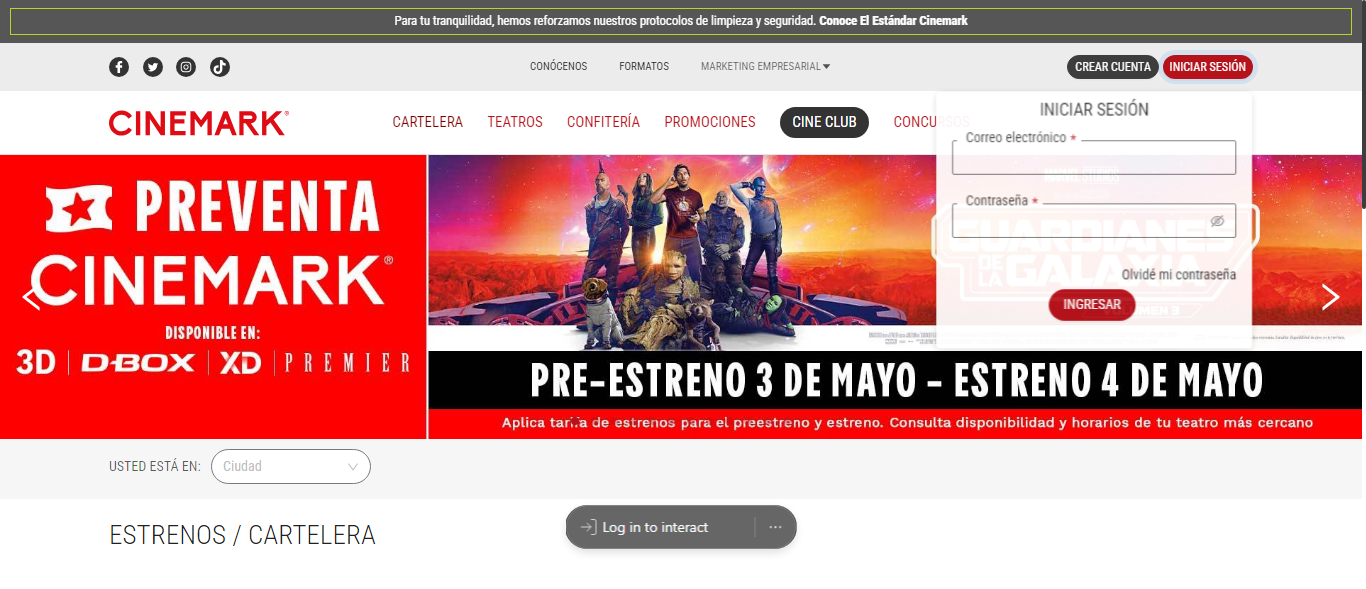 Para tu tranquilidad, hemos reforzamos nuestros protocolos de limpieza y seguridad. Conoce El Estándar Cinemark
CONÓCENOS FORMATOS MARKETING EMPRESARIAL
CREAR CUENTA INICIAR SESIÓN
CINEMARK®
CARTELERA TEATROS CONFITERÍA PROMOCIONES CINE CLUB CONCURSOS
INICIAR SESIÓN
Correo electrónico *
Contraseña *
Olvidé mi contraseña
INGRESAR
PREVENTA
CINEMARK®
DISPONIBLE EN:
3D | D-BOX | XD | PREMIER
MARVEL STUDIOS
GUARDIANES
DE LA GALAXIA
VOLUMEN 3
PRE-ESTRENO 3 DE MAYO - ESTRENO 4 DE MAYO
Aplica tarifa de estrenos para el preestreno y estreno. Consulta disponibilidad y horarios de tu teatro más cercano
USTED ESTÁ EN: Ciudad
Log in to interact
ESTRENOS / CARTELERA